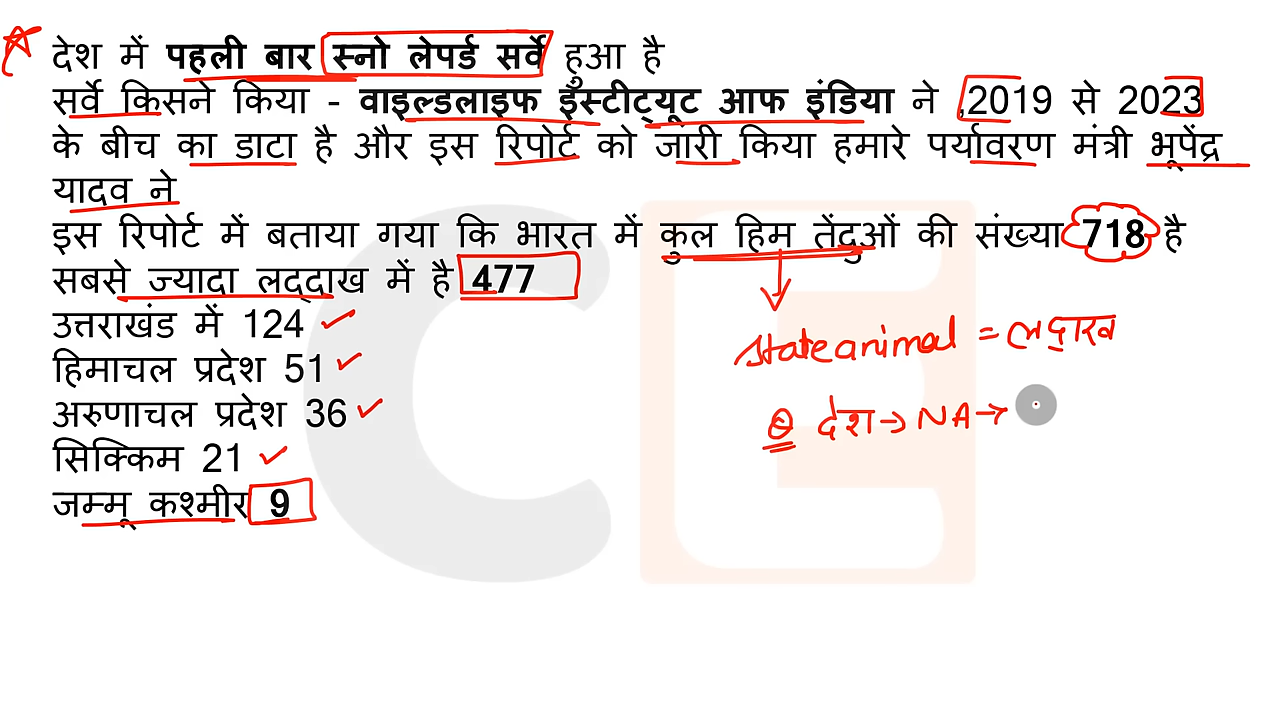 देश में पहली बार स्नो लेपर्ड सर्वे हुआ है
सर्वे किसने किया - वाइल्डलाइफ इंस्टीट्यूट आफ इंडिया ने ,2019 से 2023
के बीच का डाटा है और इस रिपोर्ट को जारी किया हमारे पर्यावरण मंत्री भूपेंद्र
यादव ने
इस रिपोर्ट में बताया गया कि भारत में कुल हिम तेंदुओं की संख्या 718 है
सबसे ज्यादा लद्दाख में है 477
उत्तराखंड में 124
हिमाचल प्रदेश 51
अरुणाचल प्रदेश 36
सिक्किम 21
जम्मू कश्मीर 9
state animal = लद्दाख
देश → NA →
CE